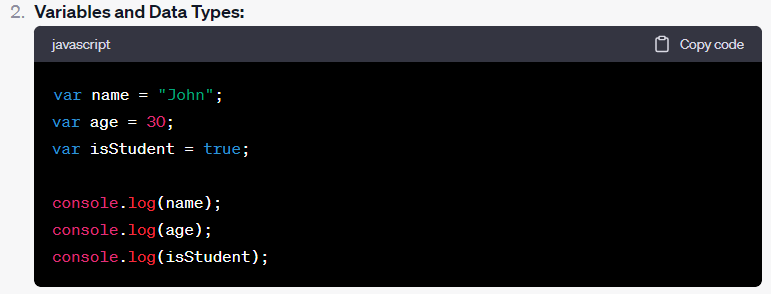 2. Variables and Data Types:
javascript Copy code
var name = "John";
var age = 30;
var isStudent = true;
console.log(name);
console.log(age);
console.log(isStudent);